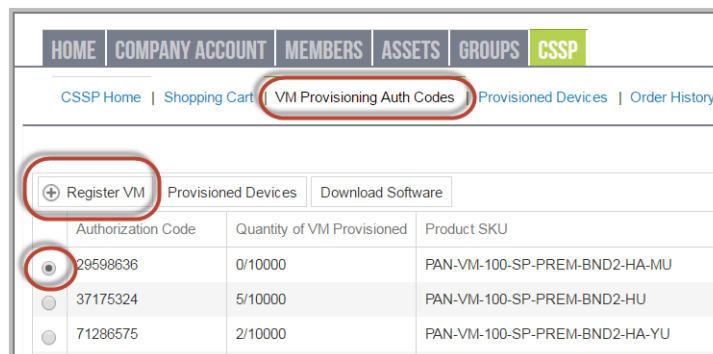 HOME COMPANY ACCOUNT MEMBERS ASSETS GROUPS CSSP
CSSP Home | Shopping Cart | VM Provisioning Auth Codes | Provisioned Devices | Order History
Register VM Provisioned Devices Download Software
Authorization Code Quantity of VM Provisioned Product SKU
29598636 0/10000 PAN-VM-100-SP-PREM-BND2-HA-MU
37175324 5/10000 PAN-VM-100-SP-PREM-BND2-HU
71286575 2/10000 PAN-VM-100-SP-PREM-BND2-HA-YU